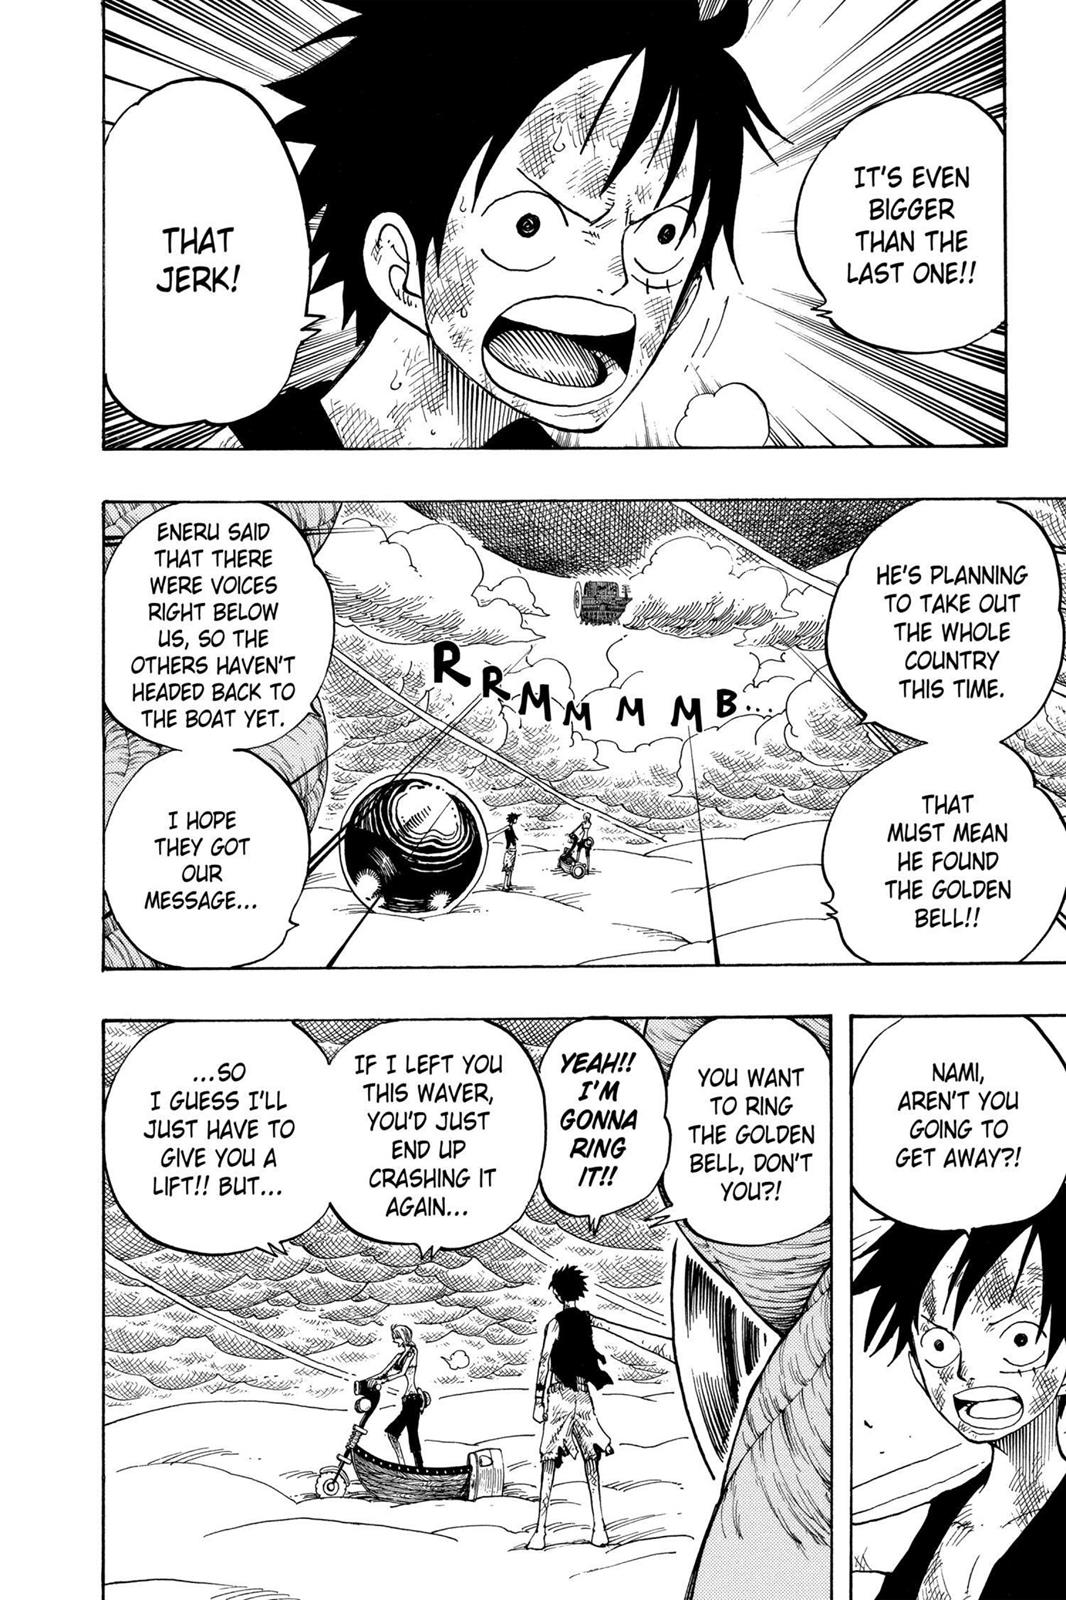 IT'S EVEN
BIGGER
THAN THE
LAST ONE!!
THAT
JERK!
HE'S PLANNING
TO TAKE OUT
THE WHOLE
COUNTRY
THIS TIME.
THAT
MUST MEAN
HE FOUND
THE GOLDEN
BELL!!
RRMMMMB...
ENERU SAID
THAT THERE
WERE VOICES
RIGHT BELOW
US, SO THE
OTHERS HAVEN'T
HEADED BACK TO
THE BOAT YET.
I HOPE
THEY GOT
OUR
MESSAGE...
NAMI,
AREN'T YOU
GOING TO
GET AWAY?!
YOU WANT
TO RING
THE GOLDEN
BELL, DON'T
YOU?!
YEAH!!
I'M
GONNA
RING
IT!!
IF I LEFT YOU
THIS WAVER,
YOU'D JUST
END UP
CRASHING IT
AGAIN...
...SO
I GUESS I'LL
JUST HAVE TO
GIVE YOU A
LIFT!! BUT...